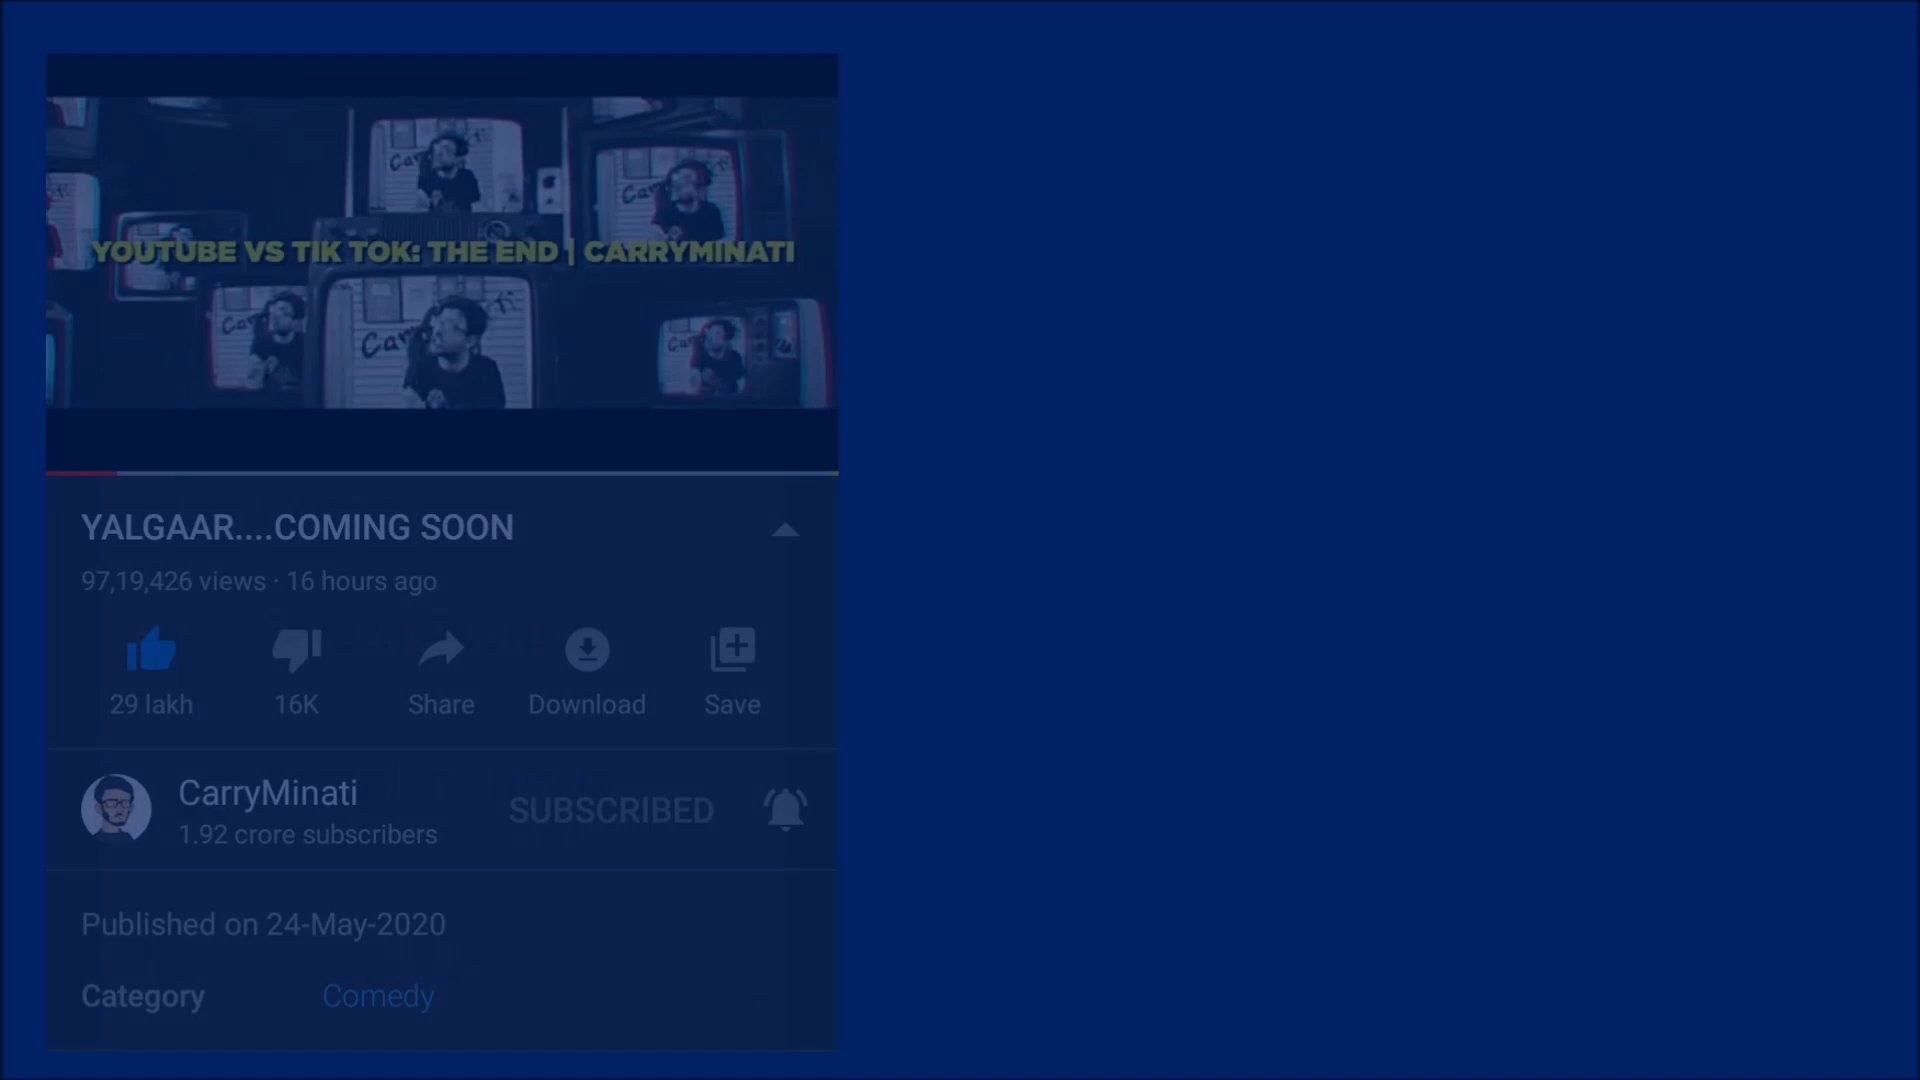 YOUTUBE VS TIK TOK: THE END | CARRYMINATI
YALGAAR....COMING SOON
97,19,426 views · 16 hours ago
29 lakh
16K
Share
Download
Save
CarryMinati
1.92 crore subscribers
SUBSCRIBED
Published on 24-May-2020
Category
Comedy